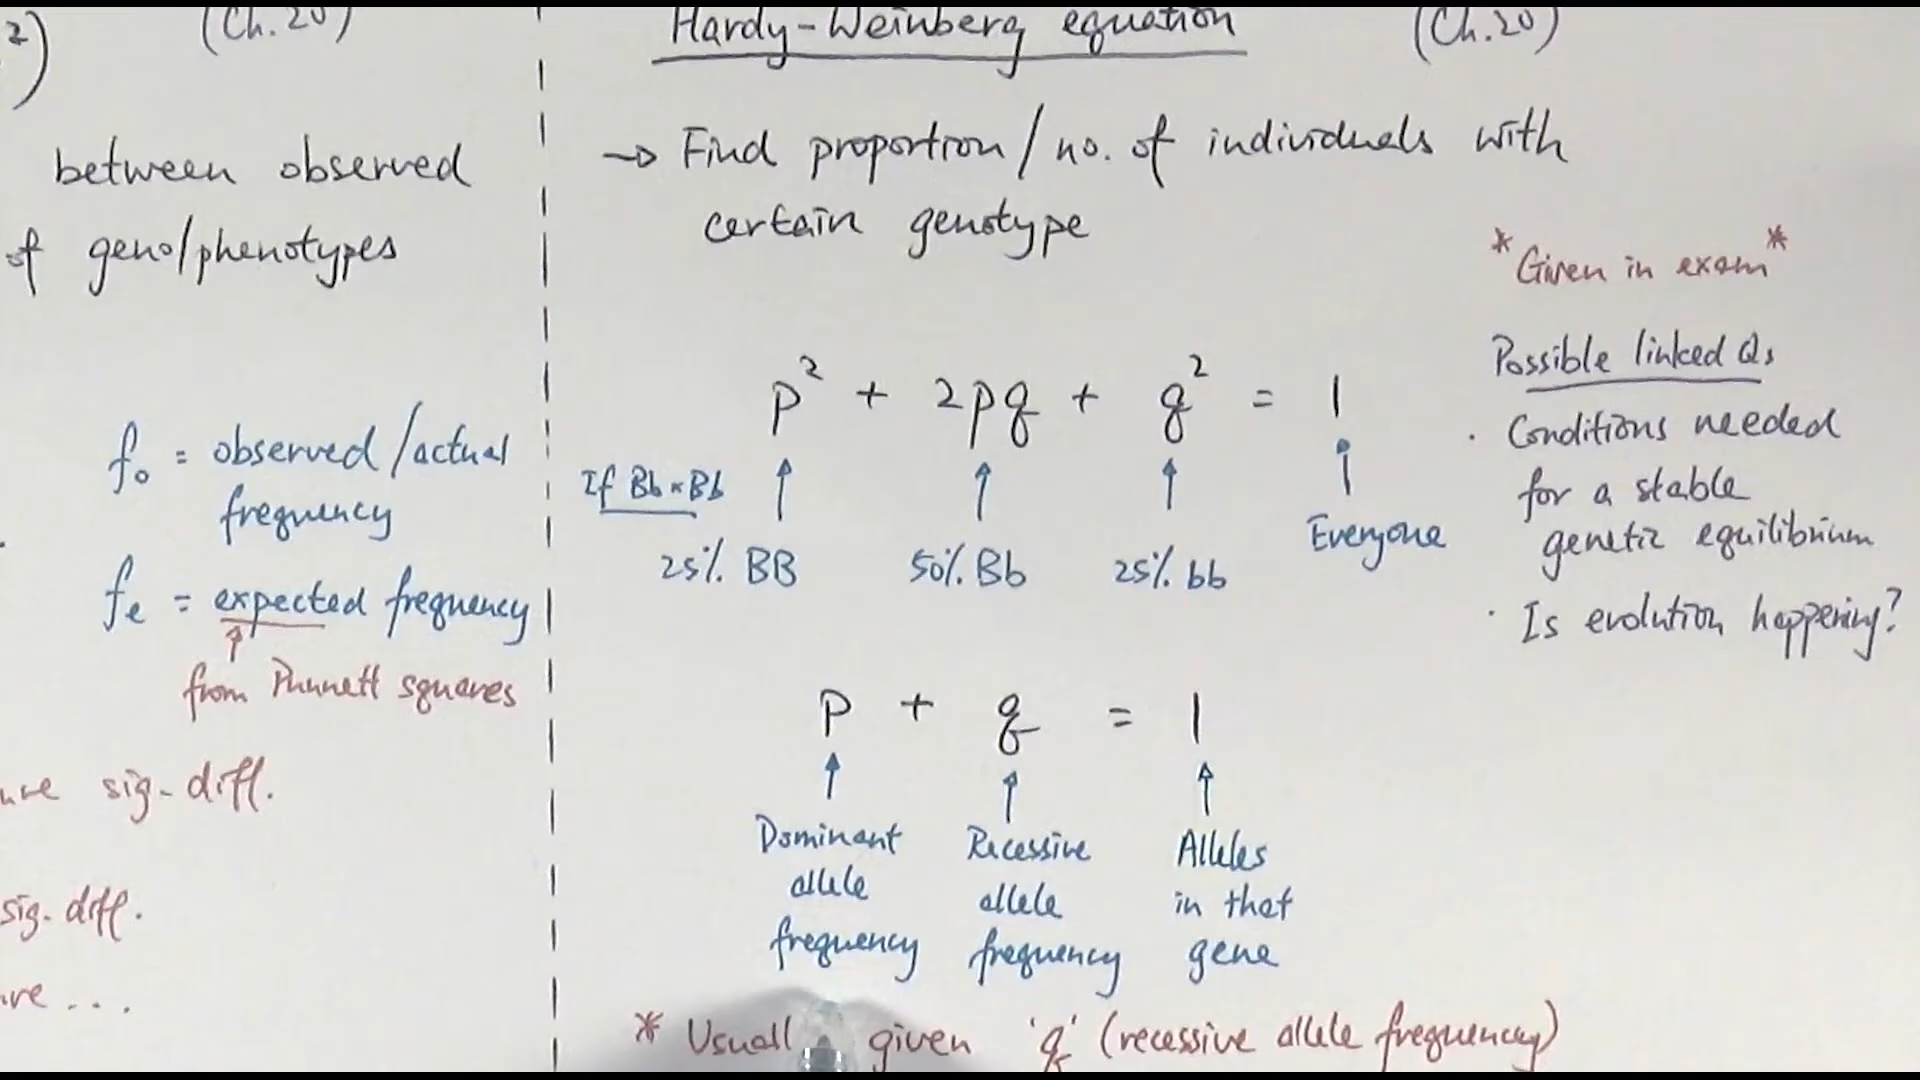 2)
(Ch.20)
between observed
of geno/phenotypes
fo = observed/actual
frequency
fe = expected frequency
from Punnett squares
sig. diff.
sig. diff.
...
Hardy-Weinberg equation
(Ch.20)
→ Find proportion/no. of individuals with
certain genotype
p² + 2pq + q² = 1
If Bb×Bb
25% BB 50% Bb 25% bb Everyone
p + q = 1
Dominant Recessive Alleles
allele allele in that
frequency frequency gene
* Usuall given 'q' (recessive allele frequency)
*Given in exam*
Possible linked Qs
· Conditions needed
for a stable
genetic equilibrium
· Is evolution happening?